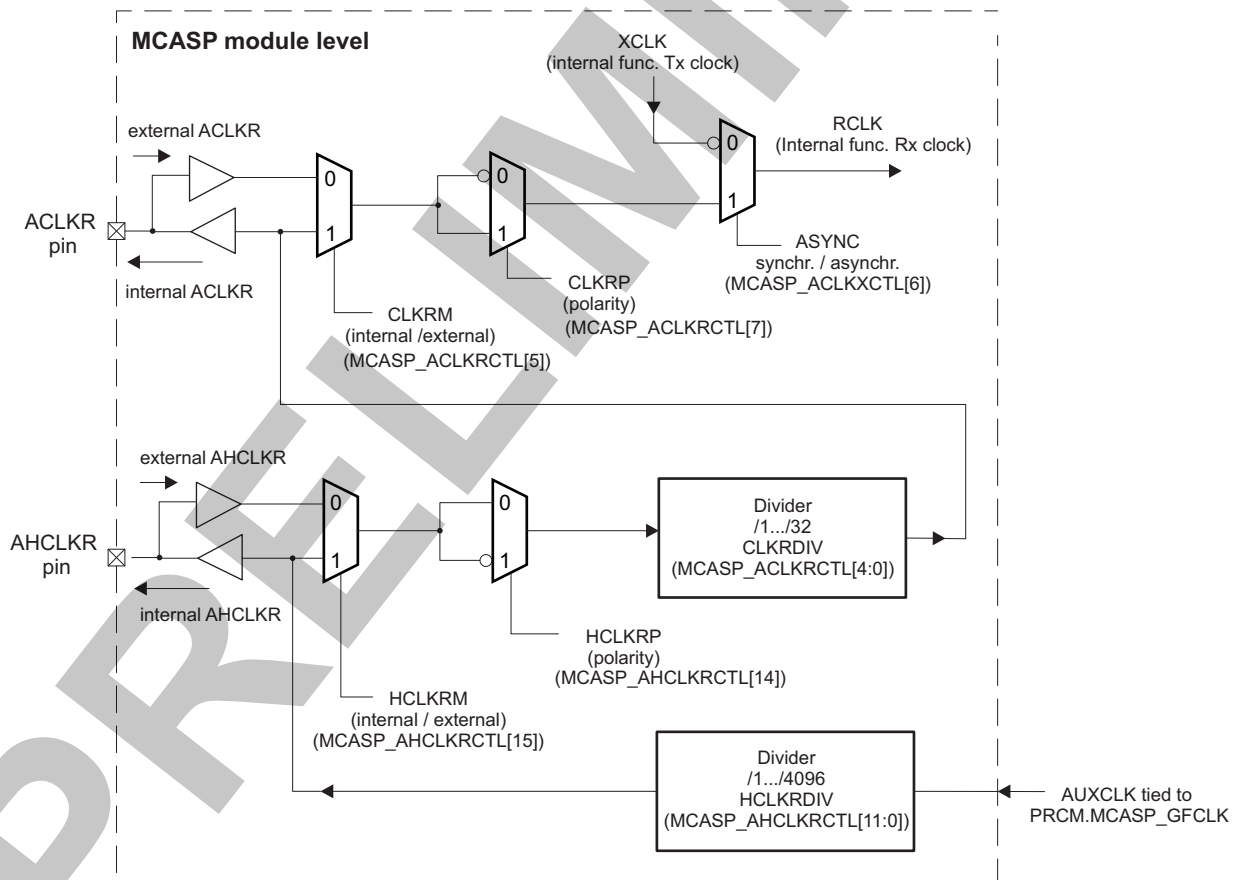 MCASP module level
XCLK
(internal func. Tx clock)
external ACLKR
RCLK
(Internal func. Rx clock)
0
0
0
1
1
1
ACLKR
pin
internal ACLKR
ASYNC
synchr. / asynchr.
(MCASP_ACLKXCTL[6])
CLKRP
(polarity)
(MCASP_ACLKRCTL[7])
CLKRM
(internal /external)
(MCASP_ACLKRCTL[5])
external AHCLKR
0
0
1
1
AHCLKR
pin
internal AHCLKR
Divider
/1.../32
CLKRDIV
(MCASP_ACLKRCTL[4:0])
HCLKRP
(polarity)
(MCASP_AHCLKRCTL[14])
HCLKRM
(internal / external)
(MCASP_AHCLKRCTL[15])
Divider
/1.../4096
HCLKRDIV
(MCASP_AHCLKRCTL[11:0])
AUXCLK tied to
PRCM.MCASP_GFCLK
PRELIMI